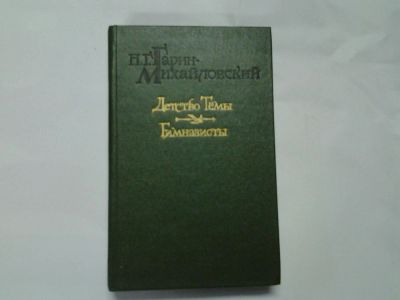 Н.Г.Гарин-
Михайловский
Детство Темы
Гимназисты